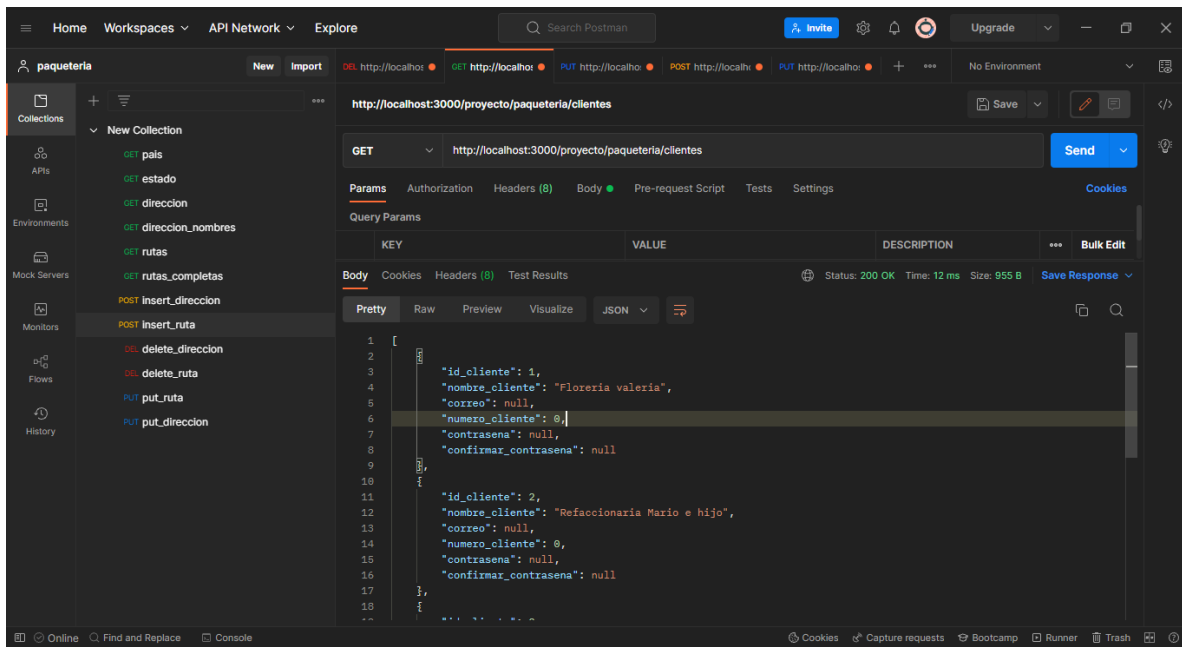 Home Workspaces API Network Explore Search Postman Invite Upgrade
paqueteria New Import DEL http://localhos GET http://localhos PUT http://localhos POST http://localho PUT http://localhos No Environment
Collections
APIs
Environments
Mock Servers
Monitors
Flows
History
New Collection
GET pais
GET estado
GET direccion
GET direccion_nombres
GET rutas
GET rutas_completas
POST insert_direccion
POST insert_ruta
DEL delete_direccion
DEL delete_ruta
PUT put_ruta
PUT put_direccion
http://localhost:3000/proyecto/paqueteria/clientes Save
GET http://localhost:3000/proyecto/paqueteria/clientes Send
Params Authorization Headers (8) Body Pre-request Script Tests Settings Cookies
Query Params
KEY VALUE DESCRIPTION Bulk Edit
Body Cookies Headers (8) Test Results Status: 200 OK Time: 12 ms Size: 955 B Save Response
Pretty Raw Preview Visualize JSON
1 [
2 {
3 "id_cliente": 1,
4 "nombre_cliente": "Floreria valeria",
5 "correo": null,
6 "numero_cliente": 0,
7 "contrasena": null,
8 "confirmar_contrasena": null
9 },
10 {
11 "id_cliente": 2,
12 "nombre_cliente": "Refaccionaria Mario e hijo",
13 "correo": null,
14 "numero_cliente": 0,
15 "contrasena": null,
16 "confirmar_contrasena": null
17 },
18 {
Online Find and Replace Console Cookies Capture requests Bootcamp Runner Trash